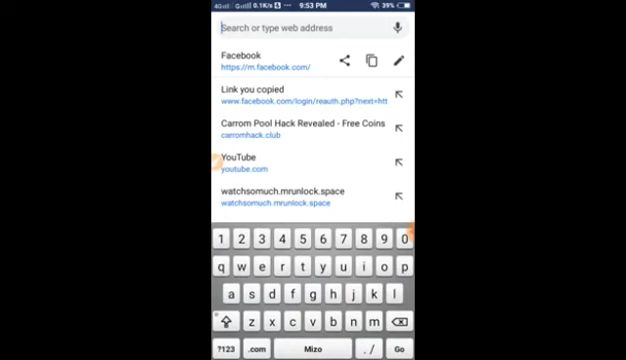 4G 0.1K/s 9:53 PM 39%
Search or type web address
Facebook
https://m.facebook.com/
Link you copied
www.facebook.com/login/reauth.php?next=htt
Carrom Pool Hack Revealed - Free Coins
carromhack.club
YouTube
youtube.com
watchsomuch.mrunlock.space
watchsomuch.mrunlock.space
1 2 3 4 5 6 7 8 9 0
q w e r t y u i o p
a s d f g h j k l
z x c v b n m
?123 .com Mizo . / Go